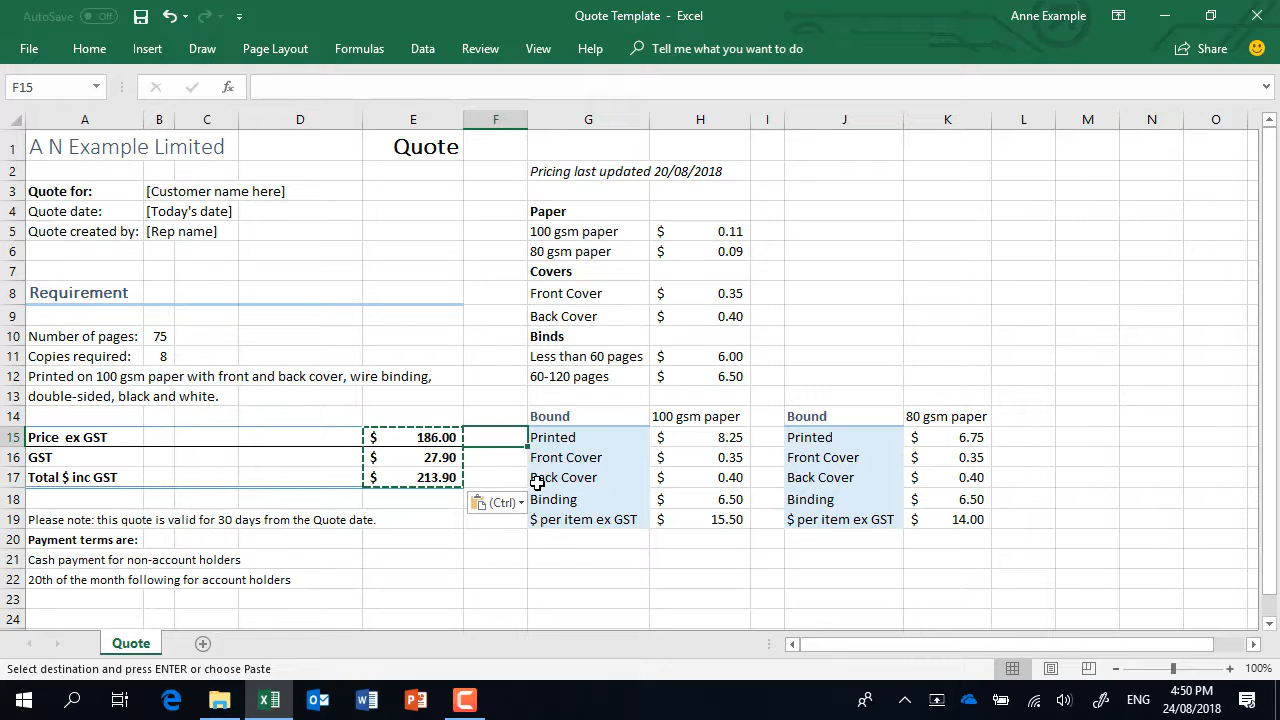 AutoSave Off
Quote Template - Excel
Anne Example
File Home Insert Draw Page Layout Formulas Data Review View Help Tell me what you want to do Share
F15 fx
A B C D E F G H I J K L M N O
1 A N Example Limited Quote
2 Pricing last updated 20/08/2018
3 Quote for: [Customer name here]
4 Quote date: [Today's date] Paper
5 Quote created by: [Rep name] 100 gsm paper $ 0.11
6 80 gsm paper $ 0.09
7 Covers
8 Requirement Front Cover $ 0.35
9 Back Cover $ 0.40
10 Number of pages: 75 Binds
11 Copies required: 8 Less than 60 pages $ 6.00
12 Printed on 100 gsm paper with front and back cover, wire binding, 60-120 pages $ 6.50
13 double-sided, black and white.
14 Bound 100 gsm paper Bound 80 gsm paper
15 Price ex GST $ 186.00 Printed $ 8.25 Printed $ 6.75
16 GST $ 27.90 Front Cover $ 0.35 Front Cover $ 0.35
17 Total $ inc GST $ 213.90 Back Cover $ 0.40 Back Cover $ 0.40
18 (Ctrl) Binding $ 6.50 Binding $ 6.50
19 Please note: this quote is valid for 30 days from the Quote date. $ per item ex GST $ 15.50 $ per item ex GST $ 14.00
20 Payment terms are:
21 Cash payment for non-account holders
22 20th of the month following for account holders
23
24
Quote
Select destination and press ENTER or choose Paste 100%
ENG 4:50 PM
24/08/2018